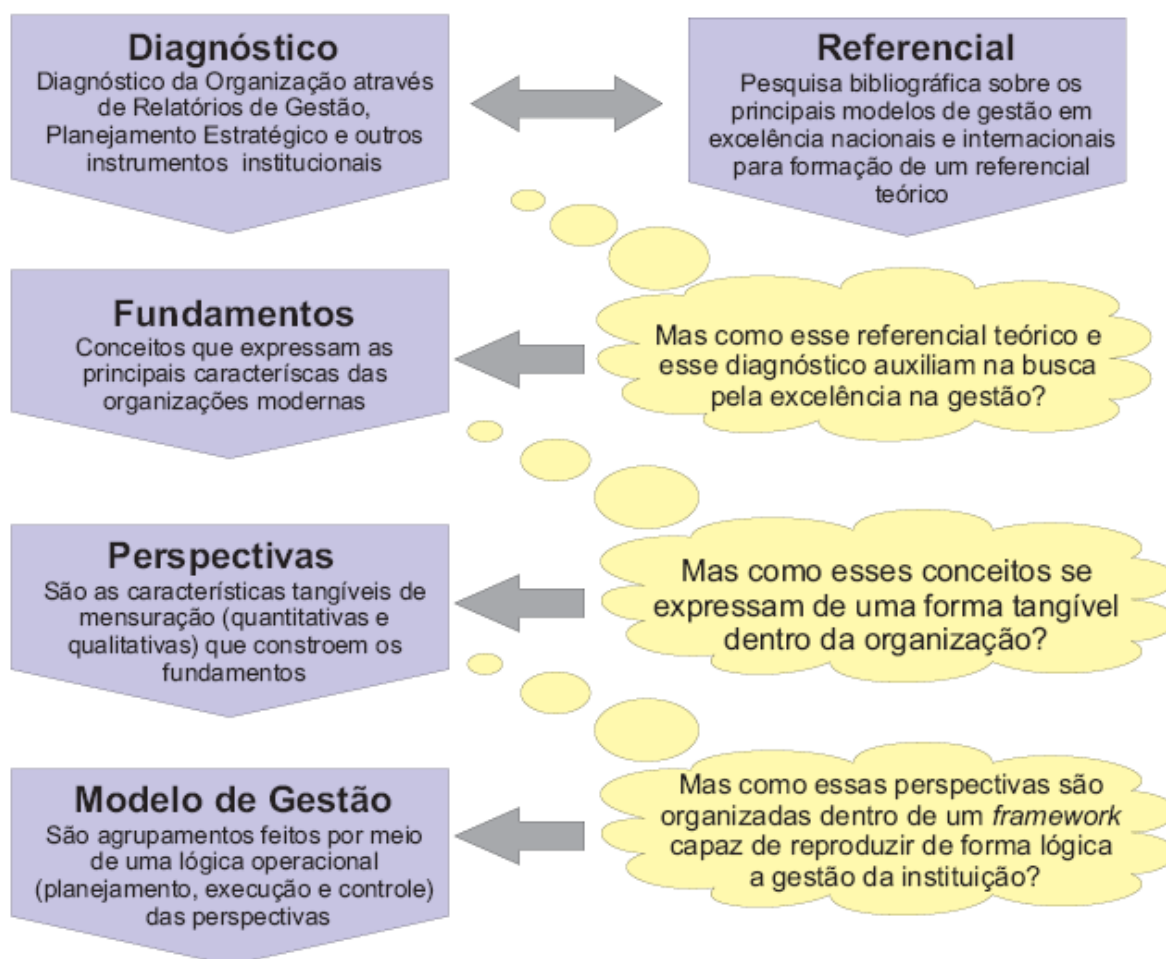 Diagnóstico
Diagnóstico da Organização através
de Relatórios de Gestão,
Planejamento Estratégico e outros
instrumentos institucionais
Referencial
Pesquisa bibliográfica sobre os
principais modelos de gestão em
excelência nacionais e internacionais
para formação de um referencial
teórico
Fundamentos
Conceitos que expressam as
principais caracteríscas das
organizações modernas
Mas como esse referencial teórico e
esse diagnóstico auxiliam na busca
pela excelência na gestão?
Perspectivas
São as características tangíveis de
mensuração (quantitativas e
qualitativas) que constroem os
fundamentos
Mas como esses conceitos se
expressam de uma forma tangível
dentro da organização?
Modelo de Gestão
São agrupamentos feitos por meio
de uma lógica operacional
(planejamento, execução e controle)
das perspectivas
Mas como essas perspectivas são
organizadas dentro de um framework
capaz de reproduzir de forma lógica
a gestão da instituição?